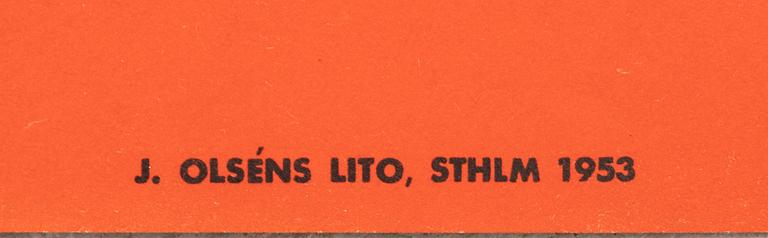 J. OLSÉNS LITO, STHLM 1953